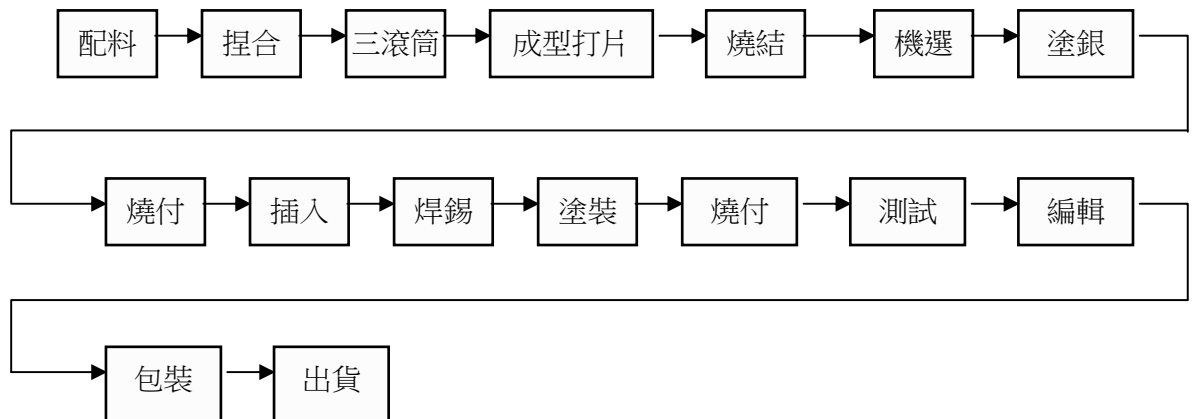 配料 捏合 三滾筒 成型打片 燒結 機選 塗銀
燒付 插入 焊錫 塗裝 燒付 測試 編輯
包裝 出貨